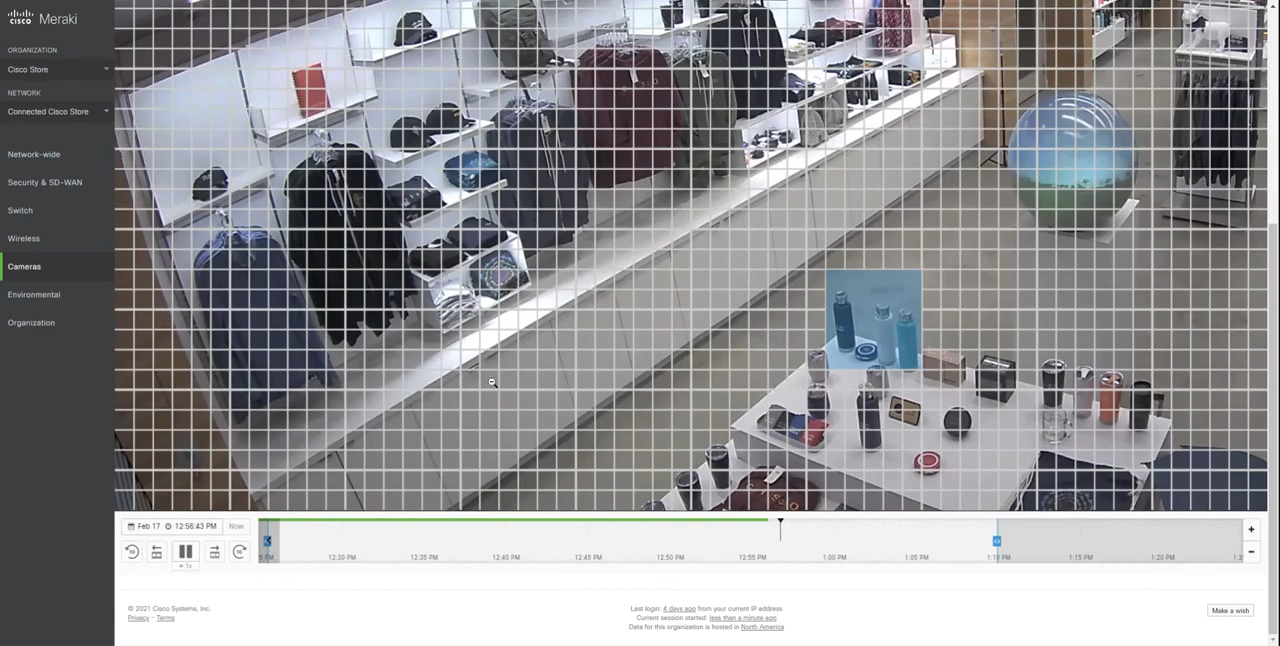 cisco Meraki
ORGANIZATION
Cisco Store
NETWORK
Connected Cisco Store
Network-wide
Security & SD-WAN
Switch
Wireless
Cameras
Environmental
Organization
Feb 17 12:56:43 PM Now
10 10
1x
12:30 PM 12:35 PM 12:40 PM 12:45 PM 12:50 PM 12:55 PM 1:00 PM 1:05 PM 1:10 PM 1:15 PM 1:20 PM
© 2021 Cisco Systems, Inc.
Privacy - Terms
Last login: 4 days ago from your current IP address
Current session started: less than a minute ago
Data for this organization is hosted in North America
Make a wish